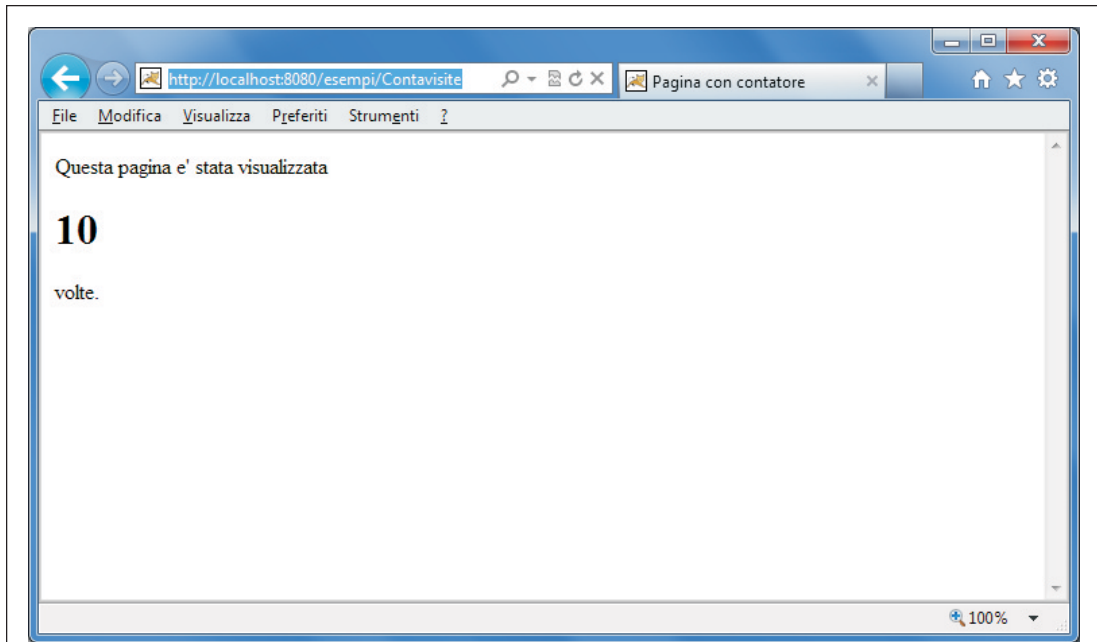 http://localhost:8080/esempi/Contavisite
Pagina con contatore
File Modifica Visualizza Preferiti Strumenti ?
Questa pagina e' stata visualizzata
10
volte.
100%